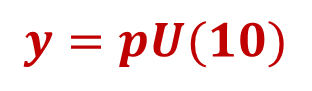 y = pU(10)